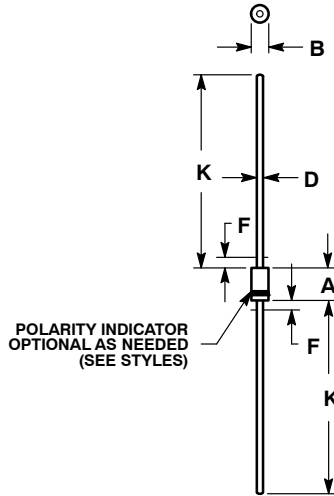 B
K
D
F
A
POLARITY INDICATOR
OPTIONAL AS NEEDED
(SEE STYLES)
F
K